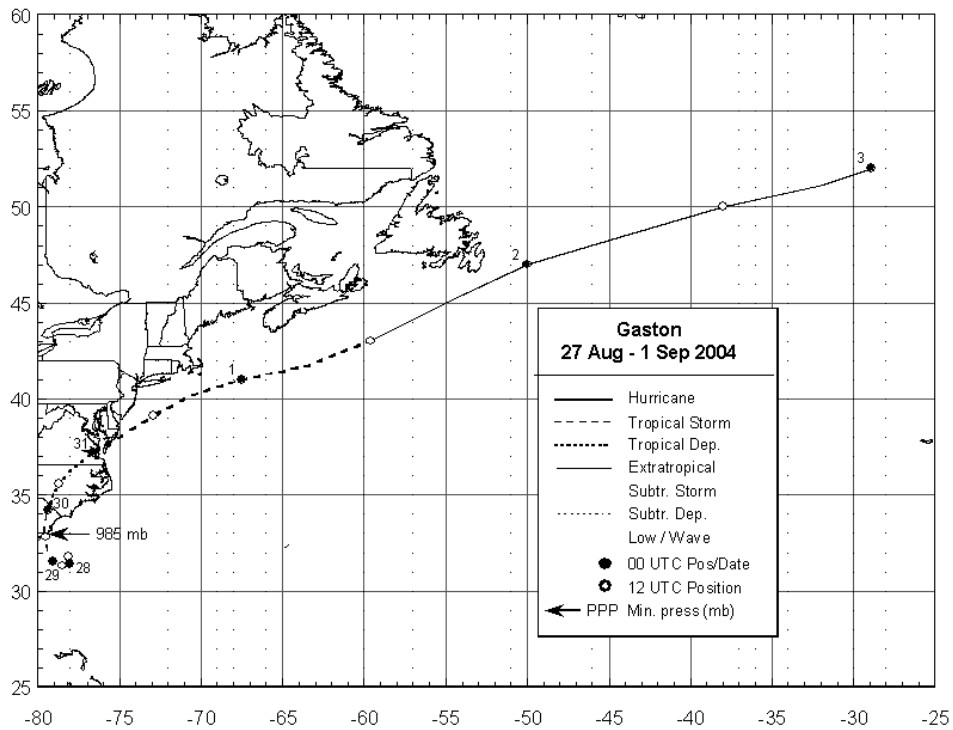 60
55
50
45
40
35
30
25
-80 -75 -70 -65 -60 -55 -50 -45 -40 -35 -30 -25
3
2
1
31
30
985 mb
29 28
Gaston
27 Aug - 1 Sep 2004
Hurricane
Tropical Storm
Tropical Dep.
Extratropical
Subtr. Storm
Subtr. Dep.
Low / Wave
00 UTC Pos/Date
12 UTC Position
PPP Min. press (mb)